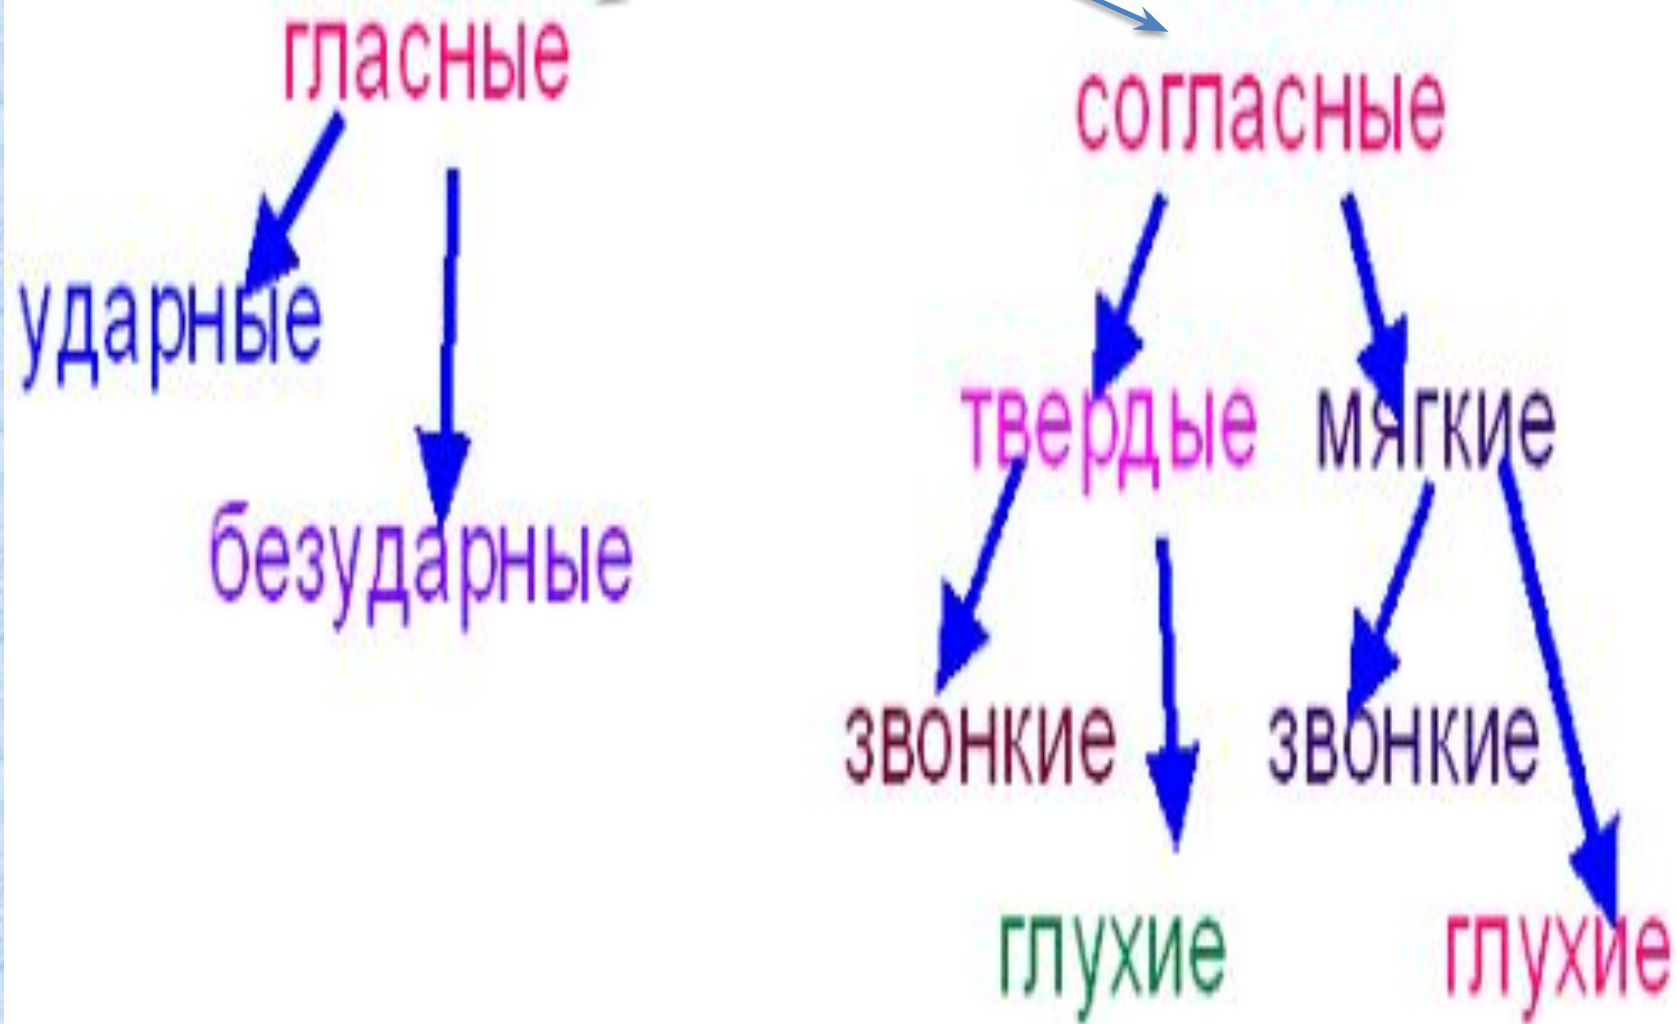 гласные
согласные
ударные
твердые мягкие
безударные
звонкие звонкие
глухие глухие